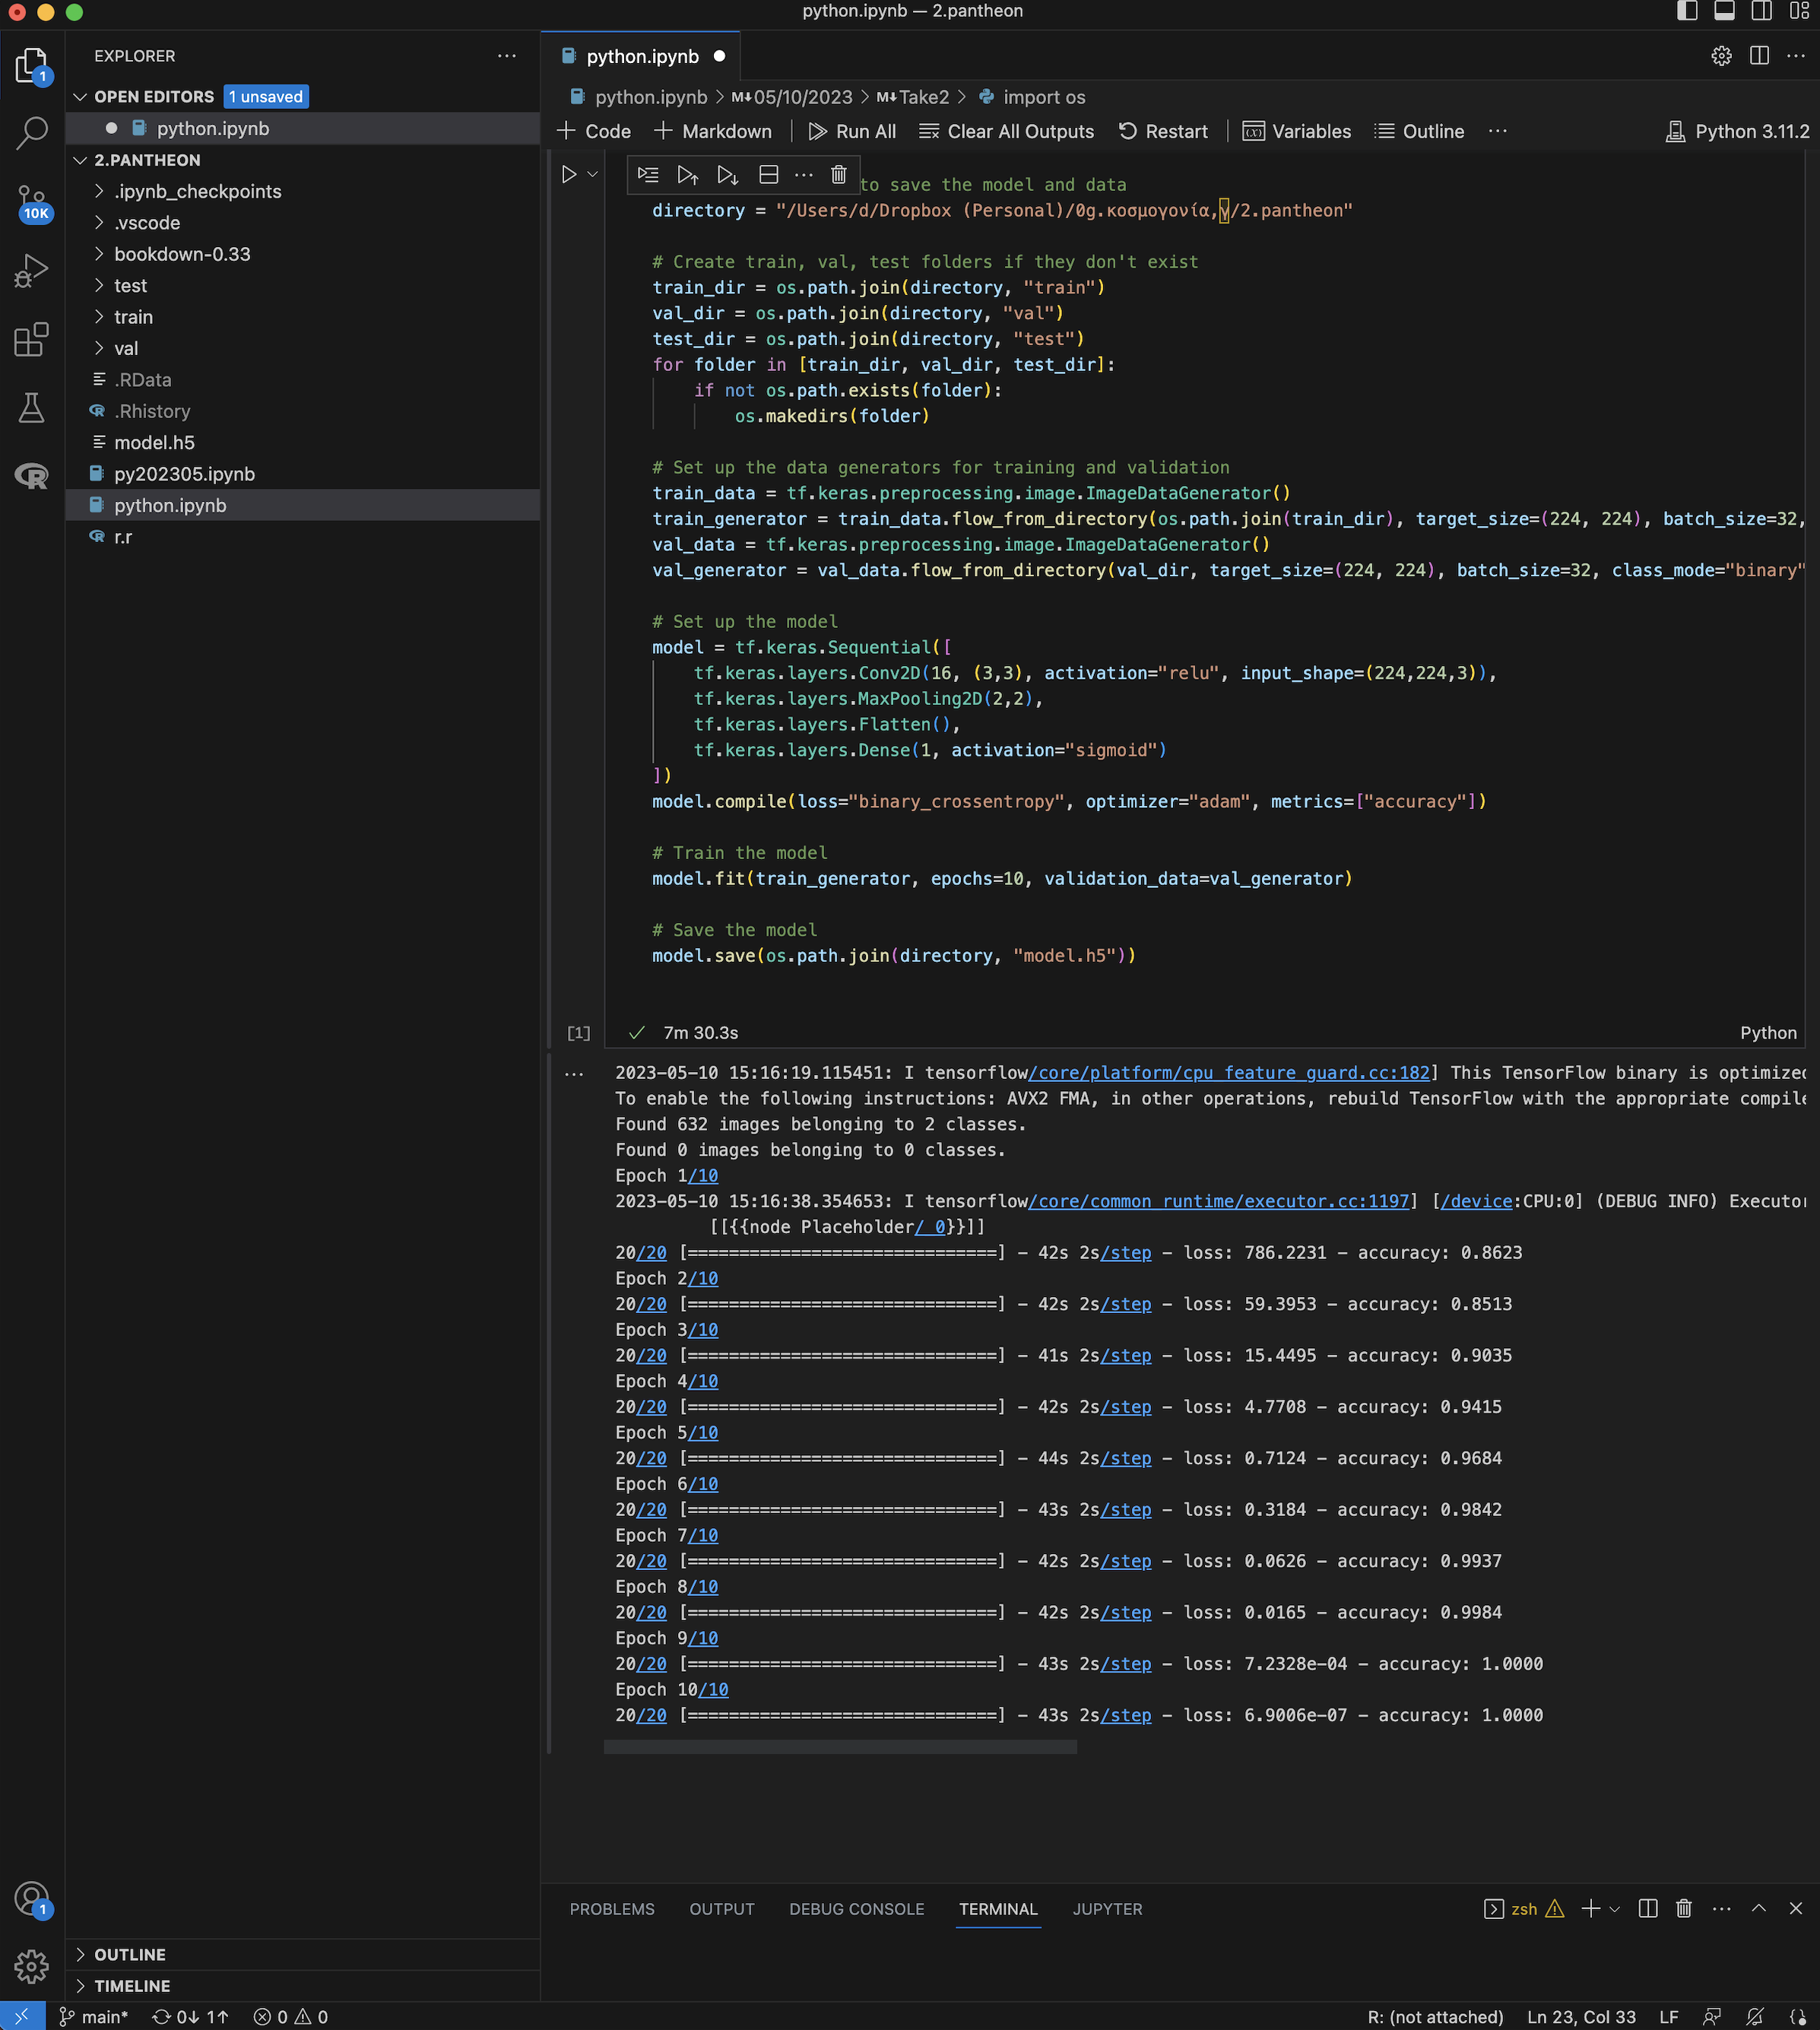 python.ipynb — 2.pantheon
EXPLORER
OPEN EDITORS 1 unsaved
python.ipynb
2.PANTHEON
.ipynb_checkpoints
.vscode
bookdown-0.33
test
train
val
.RData
.Rhistory
model.h5
py202305.ipynb
python.ipynb
r.r
OUTLINE
TIMELINE
1
10K
1
python.ipynb
python.ipynb > M↓05/10/2023 > M↓Take2 > import os
+ Code + Markdown | Run All Clear All Outputs Restart | Variables Outline ··· Python 3.11.2
to save the model and data
directory = "/Users/d/Dropbox (Personal)/0g.κοσμογονία,γ/2.pantheon"
# Create train, val, test folders if they don't exist
train_dir = os.path.join(directory, "train")
val_dir = os.path.join(directory, "val")
test_dir = os.path.join(directory, "test")
for folder in [train_dir, val_dir, test_dir]:
if not os.path.exists(folder):
os.makedirs(folder)
# Set up the data generators for training and validation
train_data = tf.keras.preprocessing.image.ImageDataGenerator()
train_generator = train_data.flow_from_directory(os.path.join(train_dir), target_size=(224, 224), batch_size=32,
val_data = tf.keras.preprocessing.image.ImageDataGenerator()
val_generator = val_data.flow_from_directory(val_dir, target_size=(224, 224), batch_size=32, class_mode="binary"
# Set up the model
model = tf.keras.Sequential([
tf.keras.layers.Conv2D(16, (3,3), activation="relu", input_shape=(224,224,3)),
tf.keras.layers.MaxPooling2D(2,2),
tf.keras.layers.Flatten(),
tf.keras.layers.Dense(1, activation="sigmoid")
])
model.compile(loss="binary_crossentropy", optimizer="adam", metrics=["accuracy"])
# Train the model
model.fit(train_generator, epochs=10, validation_data=val_generator)
# Save the model
model.save(os.path.join(directory, "model.h5"))
[1] ✓ 7m 30.3s Python
2023-05-10 15:16:19.115451: I tensorflow/core/platform/cpu_feature_guard.cc:182] This TensorFlow binary is optimized
To enable the following instructions: AVX2 FMA, in other operations, rebuild TensorFlow with the appropriate compile
Found 632 images belonging to 2 classes.
Found 0 images belonging to 0 classes.
Epoch 1/10
2023-05-10 15:16:38.354653: I tensorflow/core/common_runtime/executor.cc:1197] [/device:CPU:0] (DEBUG INFO) Executor
[[{{node Placeholder/_0}}]]
20/20 [==============================] - 42s 2s/step - loss: 786.2231 - accuracy: 0.8623
Epoch 2/10
20/20 [==============================] - 42s 2s/step - loss: 59.3953 - accuracy: 0.8513
Epoch 3/10
20/20 [==============================] - 41s 2s/step - loss: 15.4495 - accuracy: 0.9035
Epoch 4/10
20/20 [==============================] - 42s 2s/step - loss: 4.7708 - accuracy: 0.9415
Epoch 5/10
20/20 [==============================] - 44s 2s/step - loss: 0.7124 - accuracy: 0.9684
Epoch 6/10
20/20 [==============================] - 43s 2s/step - loss: 0.3184 - accuracy: 0.9842
Epoch 7/10
20/20 [==============================] - 42s 2s/step - loss: 0.0626 - accuracy: 0.9937
Epoch 8/10
20/20 [==============================] - 42s 2s/step - loss: 0.0165 - accuracy: 0.9984
Epoch 9/10
20/20 [==============================] - 43s 2s/step - loss: 7.2328e-04 - accuracy: 1.0000
Epoch 10/10
20/20 [==============================] - 43s 2s/step - loss: 6.9006e-07 - accuracy: 1.0000
PROBLEMS OUTPUT DEBUG CONSOLE TERMINAL JUPYTER zsh
main* 0↓ 1↑ 0 0 R: (not attached) Ln 23, Col 33 LF